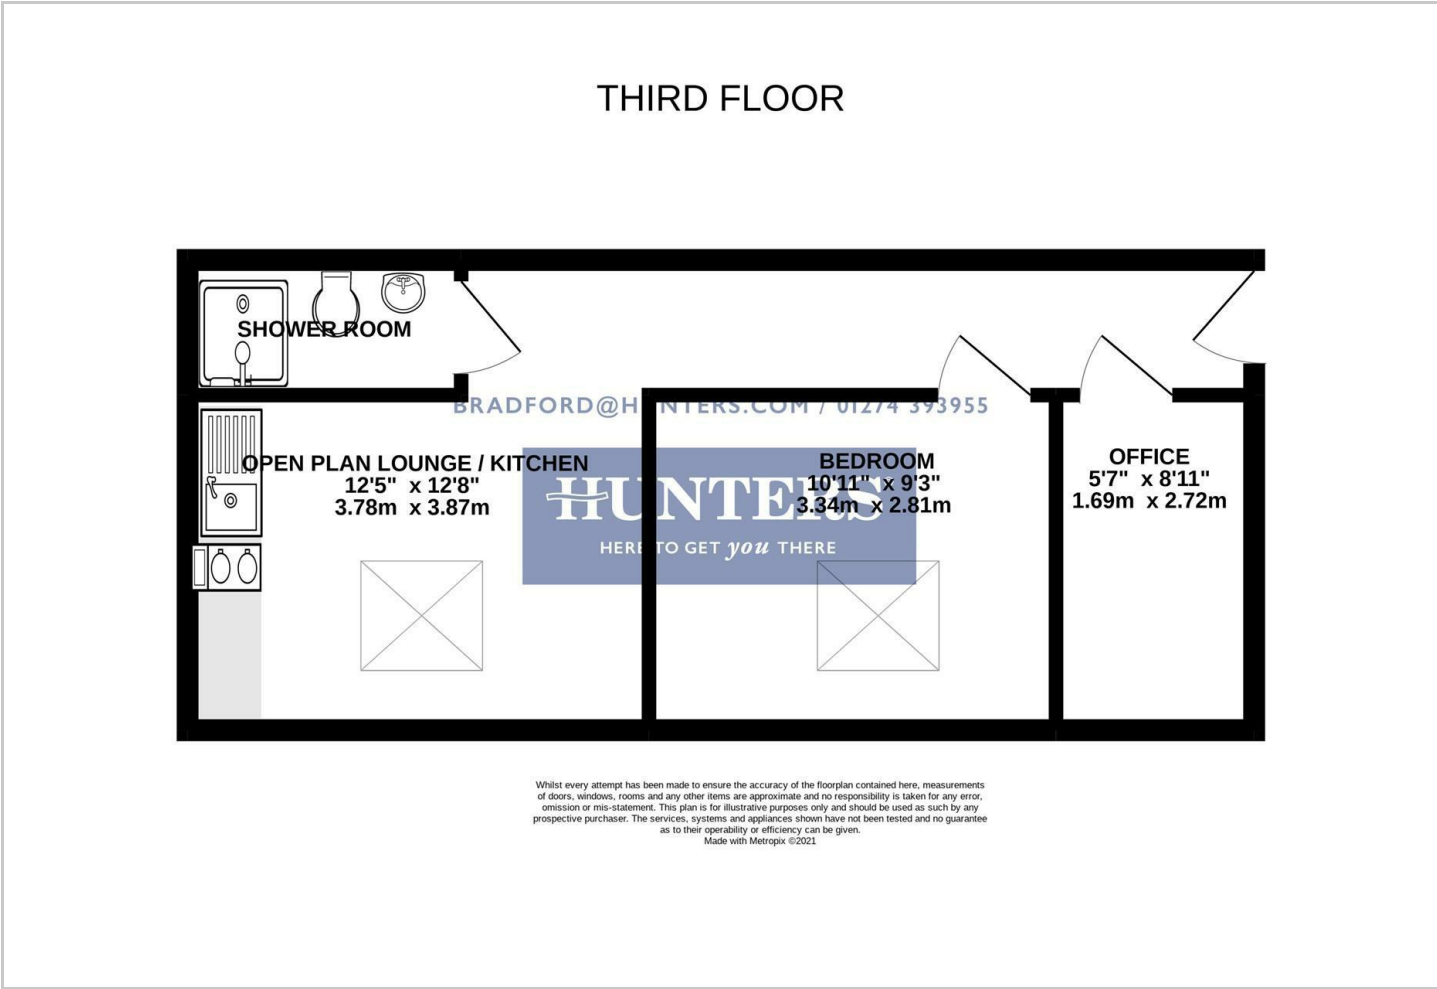 THIRD FLOOR
SHOWER ROOM
BRADFORD@HUNTERS.COM / 01274 393955
OPEN PLAN LOUNGE / KITCHEN
12'5" x 12'8"
3.78m x 3.87m
BEDROOM
10'11" x 9'3"
3.34m x 2.81m
OFFICE
5'7" x 8'11"
1.69m x 2.72m
HUNTERS
HERE TO GET you THERE
Whilst every attempt has been made to ensure the accuracy of the floorplan contained here, measurements
of doors, windows, rooms and any other items are approximate and no responsibility is taken for any error,
omission or mis-statement. This plan is for illustrative purposes only and should be used as such by any
prospective purchaser. The services, systems and appliances shown have not been tested and no guarantee
as to their operability or efficiency can be given.
Made with Metropix ©2021